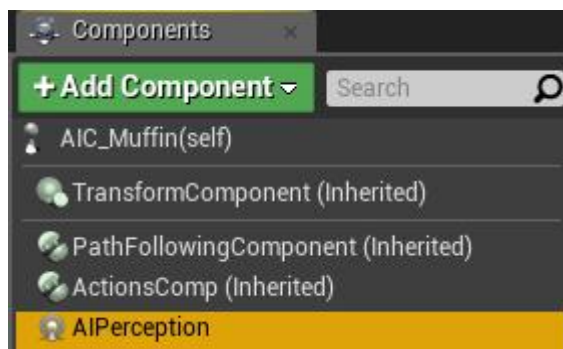 Components
+ Add Component Search
AIC_Muffin(self)
TransformComponent (Inherited)
PathFollowingComponent (Inherited)
ActionsComp (Inherited)
AIPerception